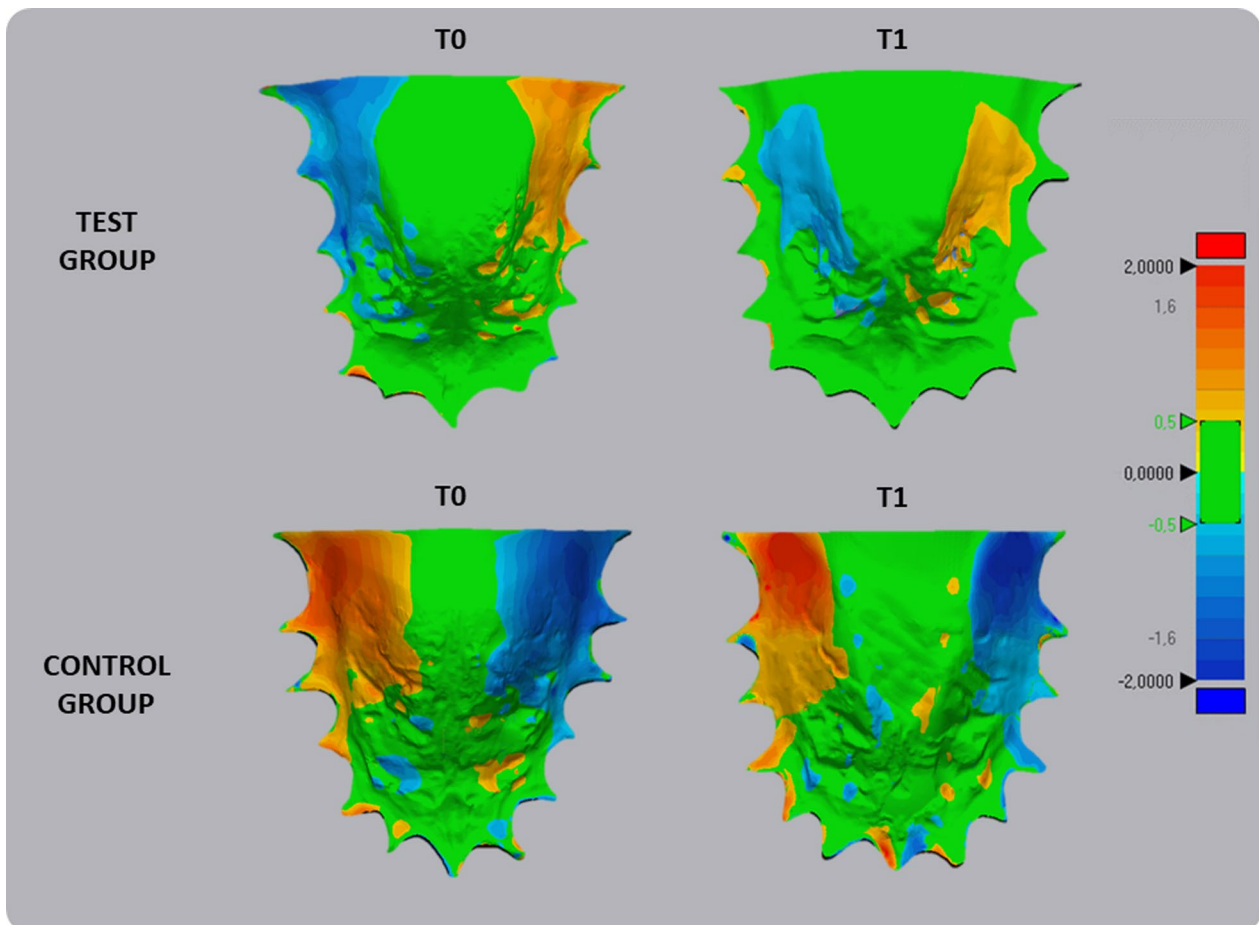 T0
T1
TEST
GROUP
2,0000
1,6
0,5
0,0000
-0,5
T0
T1
CONTROL
GROUP
-1,6
-2,0000